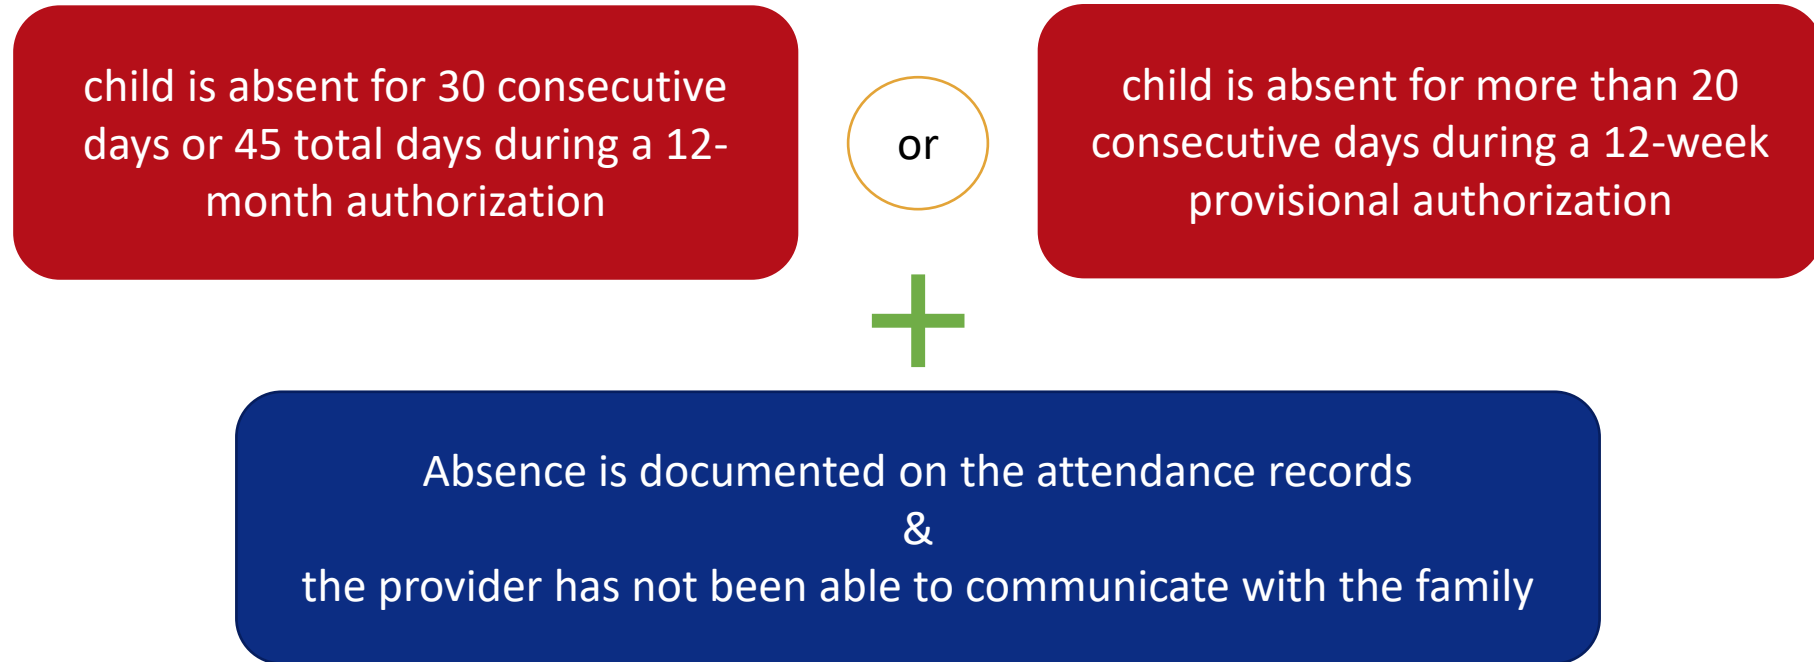 child is absent for 30 consecutive
days or 45 total days during a 12-
month authorization
or
child is absent for more than 20
consecutive days during a 12-week
provisional authorization
+
Absence is documented on the attendance records
&
the provider has not been able to communicate with the family